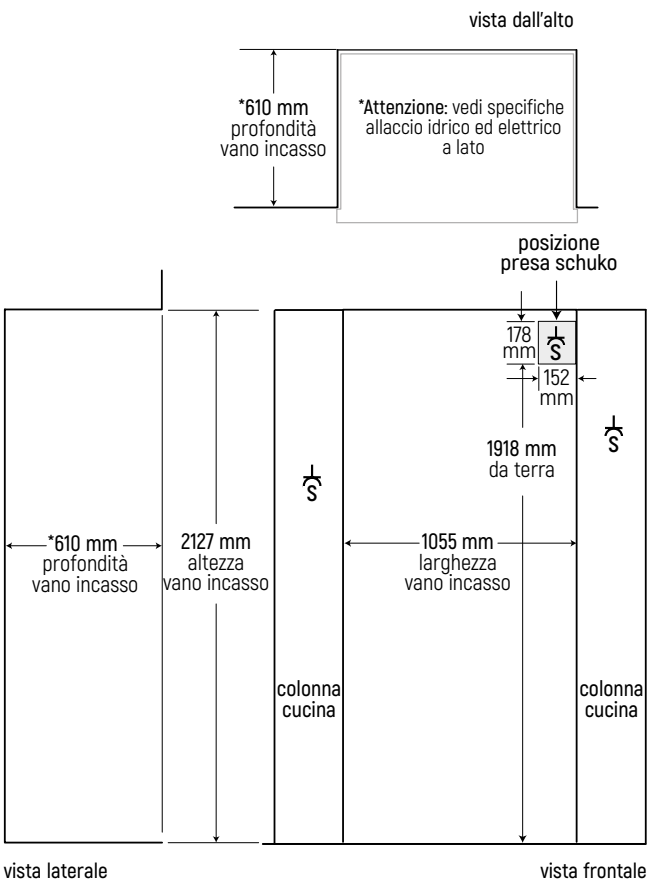 vista dall'alto
*610 mm
profondità
vano incasso
*Attenzione: vedi specifiche
allaccio idrico ed elettrico
a lato
posizione
presa schuko
178
mm
S
152
mm
S
S
1918 mm
da terra
*610 mm
profondità
vano incasso
2127 mm
altezza
vano incasso
1055 mm
larghezza
vano incasso
colonna
cucina
colonna
cucina
vista laterale
vista frontale